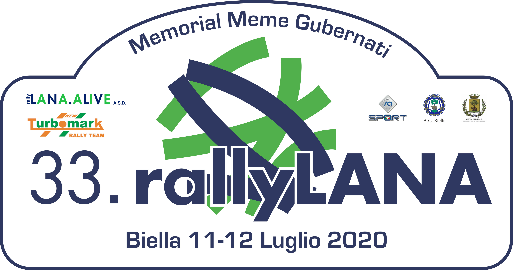 Memorial Meme Gubernati
LANA.ALIVE A.S.D.
Turbomark
RALLY TEAM
SPORT
33. rallyLANA
Biella 11-12 Luglio 2020